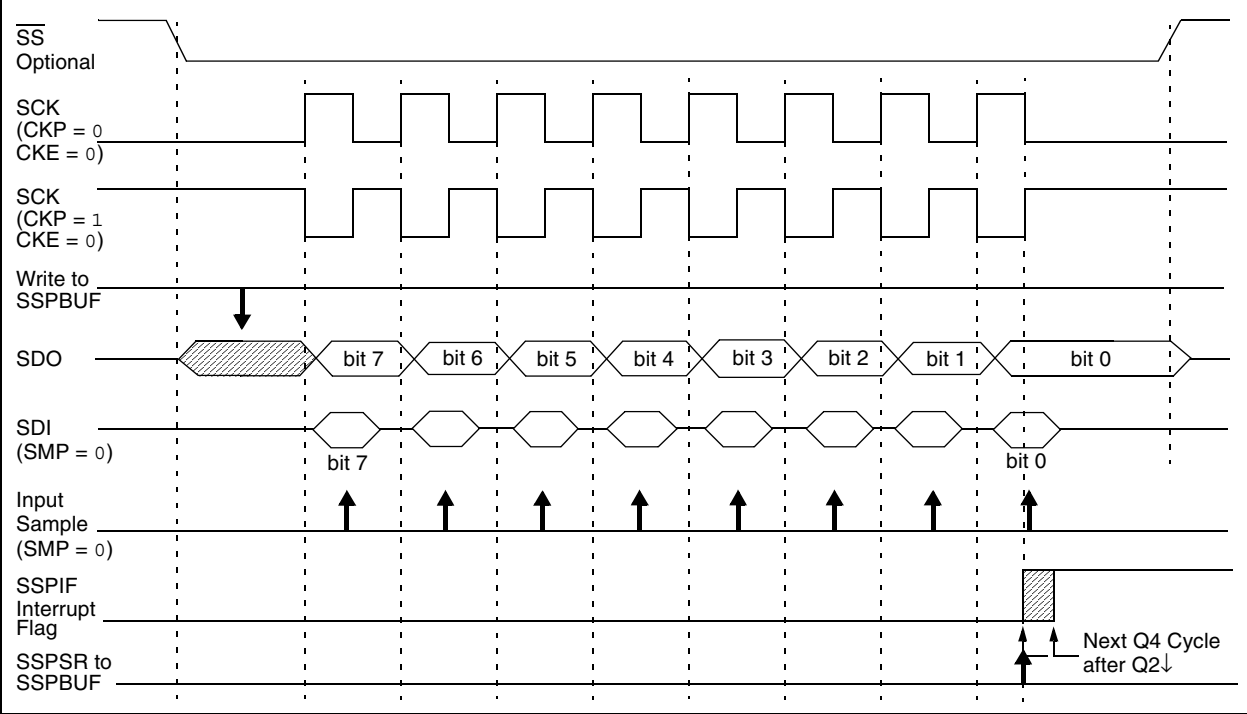 SS
Optional
SCK
(CKP = 0
CKE = 0)
SCK
(CKP = 1
CKE = 0)
Write to
SSPBUF
SDO
bit 7 bit 6 bit 5 bit 4 bit 3 bit 2 bit 1 bit 0
SDI
(SMP = 0)
bit 7 bit 0
Input
Sample
(SMP = 0)
SSPIF
Interrupt
Flag
Next Q4 Cycle
after Q2↓
SSPSR to
SSPBUF